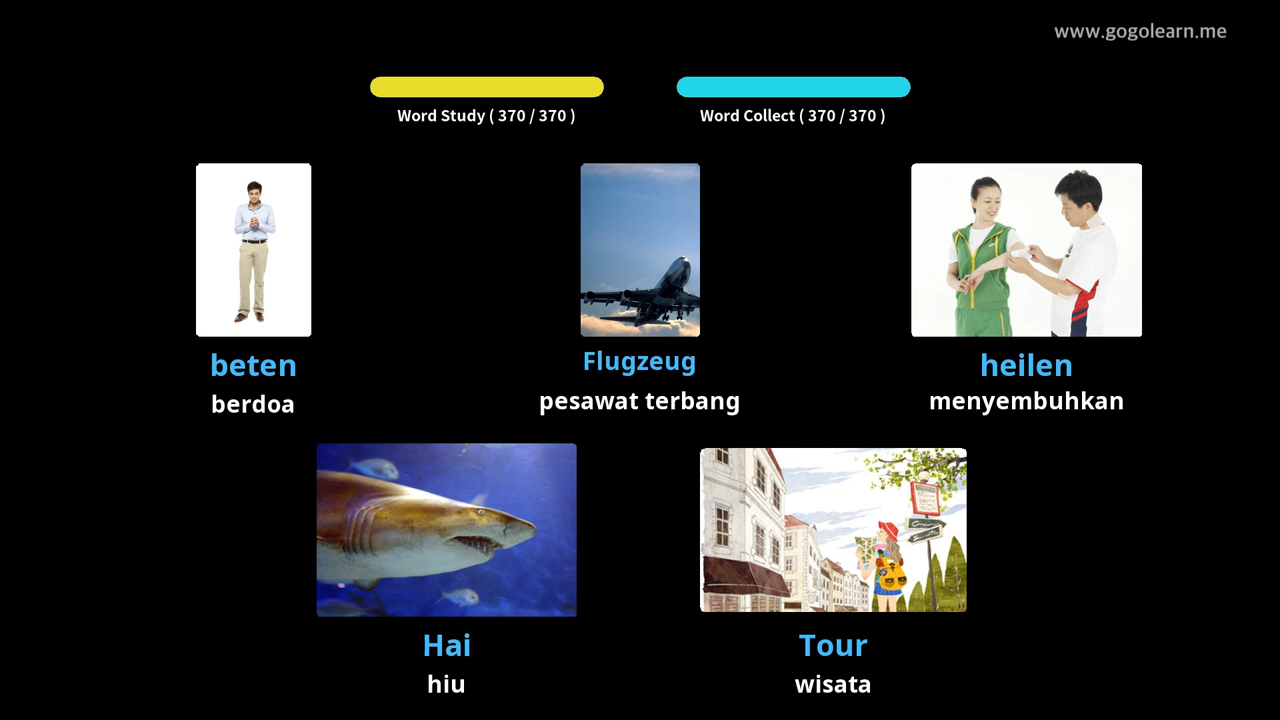 www.gogolearn.me
Word Study ( 370 / 370 )
Word Collect ( 370 / 370 )
beten
berdoa
Flugzeug
pesawat terbang
heilen
menyembuhkan
Hai
hiu
Tour
wisata